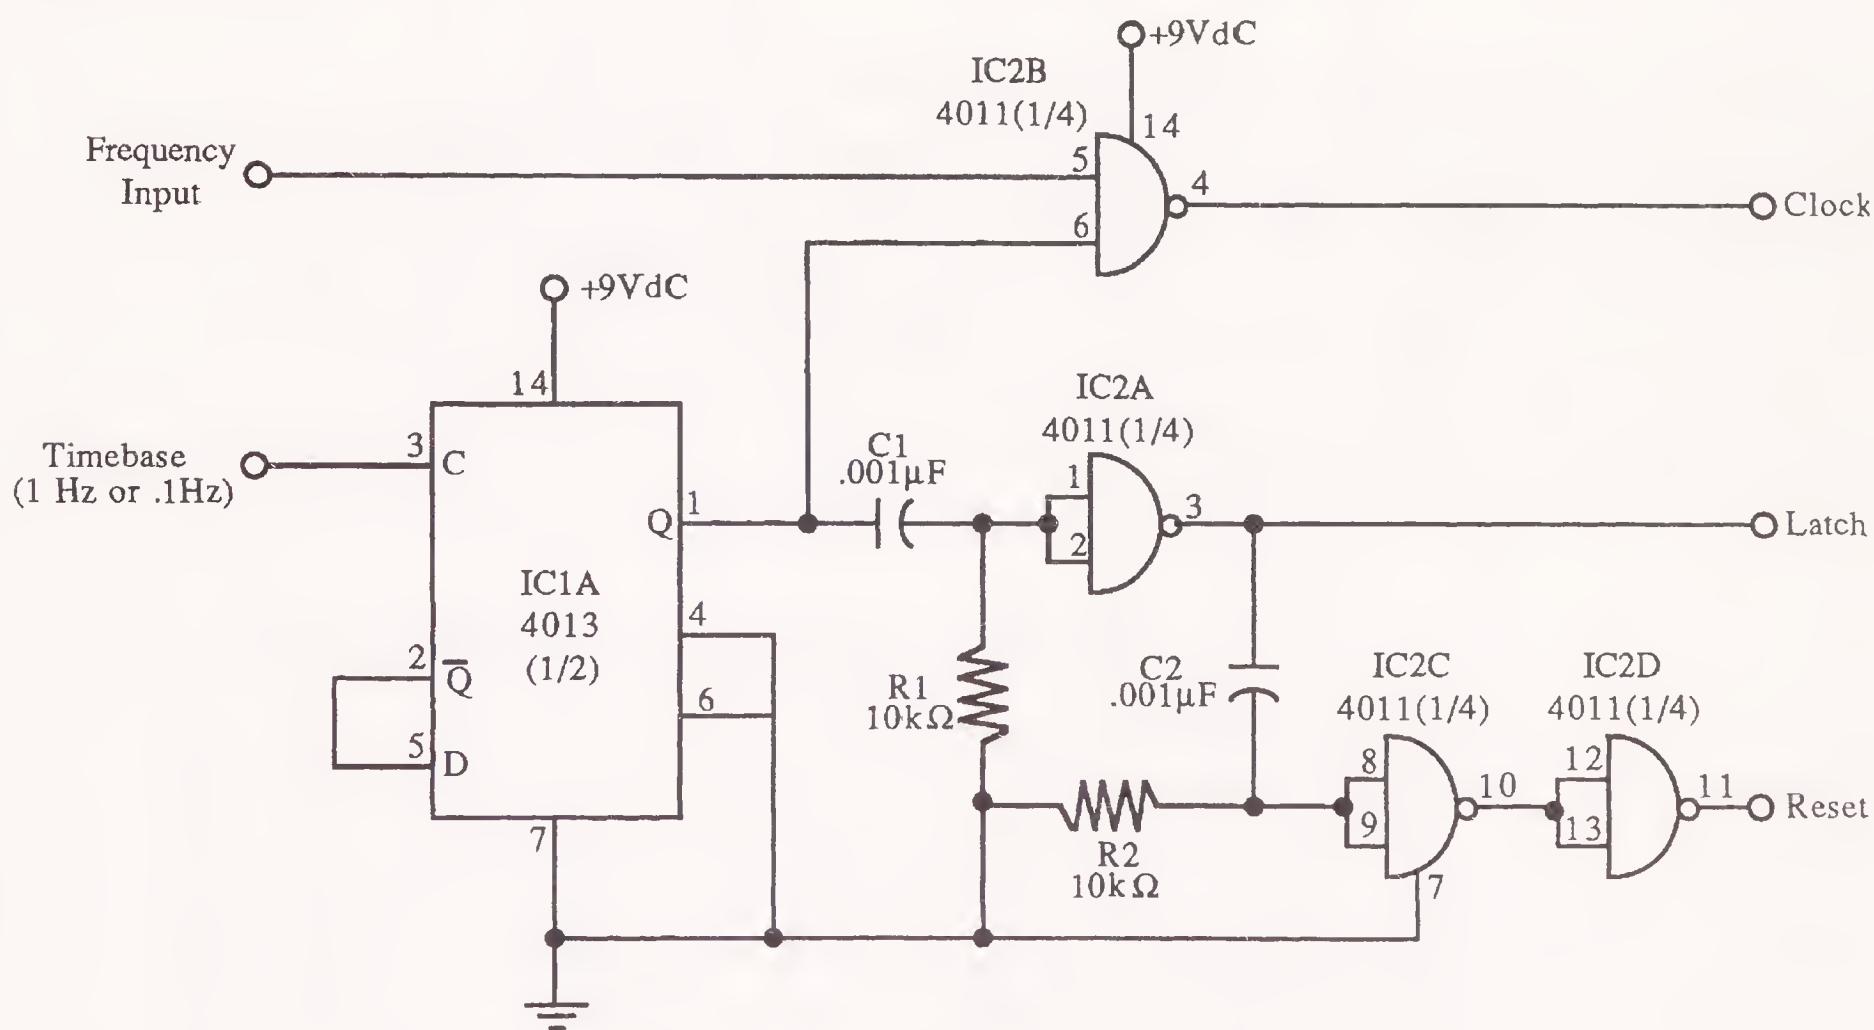 +9VdC
IC2B
4011(1/4)
14
Frequency
Input
5
4
Clock
6
+9VdC
14
IC2A
4011(1/4)
Timebase
(1 Hz or .1Hz)
3
C
C1
.001µF
1
3
Latch
Q
1
2
IC1A
4013
(1/2)
4
2
Q̅
6
R1
10kΩ
C2
.001µF
IC2C
4011(1/4)
IC2D
4011(1/4)
5
D
8
10
12
11
Reset
9
13
7
R2
10kΩ
7